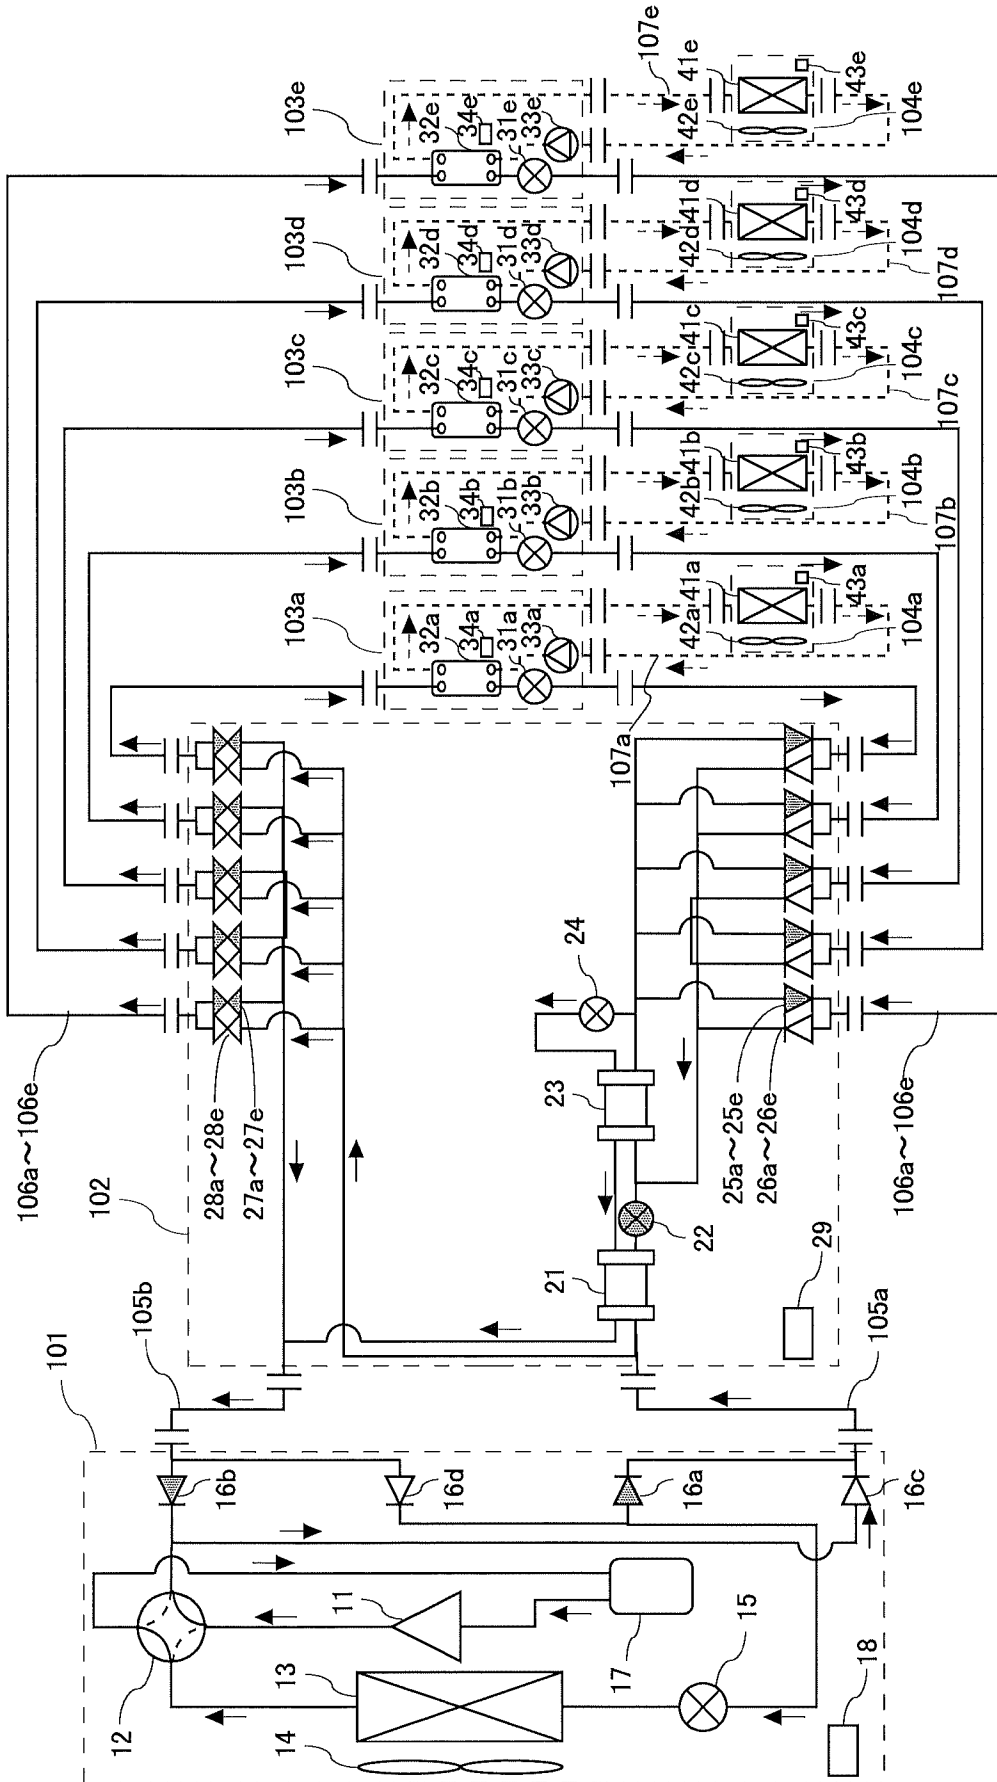 106a～106e
101
102
12
105b
28a～28e
16b
27a～27e
14
13
103a
103b
103c
103d
103e
11
32a
32b
32c
32d
32e
16d
34a
34b
34c
34d
34e
31a
31b
31c
31d
31e
33a
33b
33c
33d
33e
21
23
24
17
107a
107e
16a
42a
41a
42b
41b
42c
41c
42d
41d
42e
41e
22
107b
25a～25e
15
26a～26e
29
43a
43b
43c
43d
43e
18
105a
106a～106e
104a
104b
104c
104d
104e
16c
107c
107d